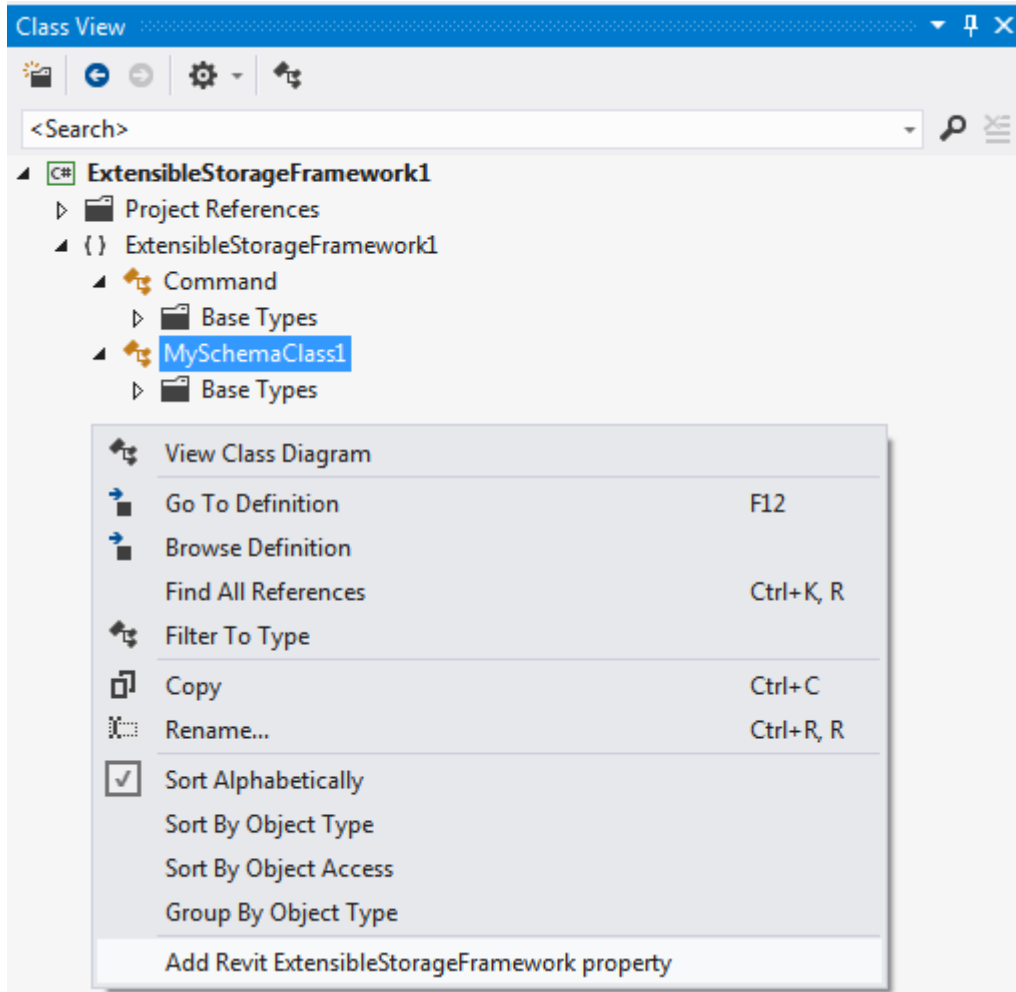 Class View
<Search>
C# ExtensibleStorageFramework1
Project References
{ } ExtensibleStorageFramework1
Command
Base Types
MySchemaClass1
Base Types
View Class Diagram
Go To Definition F12
Browse Definition
Find All References Ctrl+K, R
Filter To Type
Copy Ctrl+C
Rename... Ctrl+R, R
Sort Alphabetically
Sort By Object Type
Sort By Object Access
Group By Object Type
Add Revit ExtensibleStorageFramework property